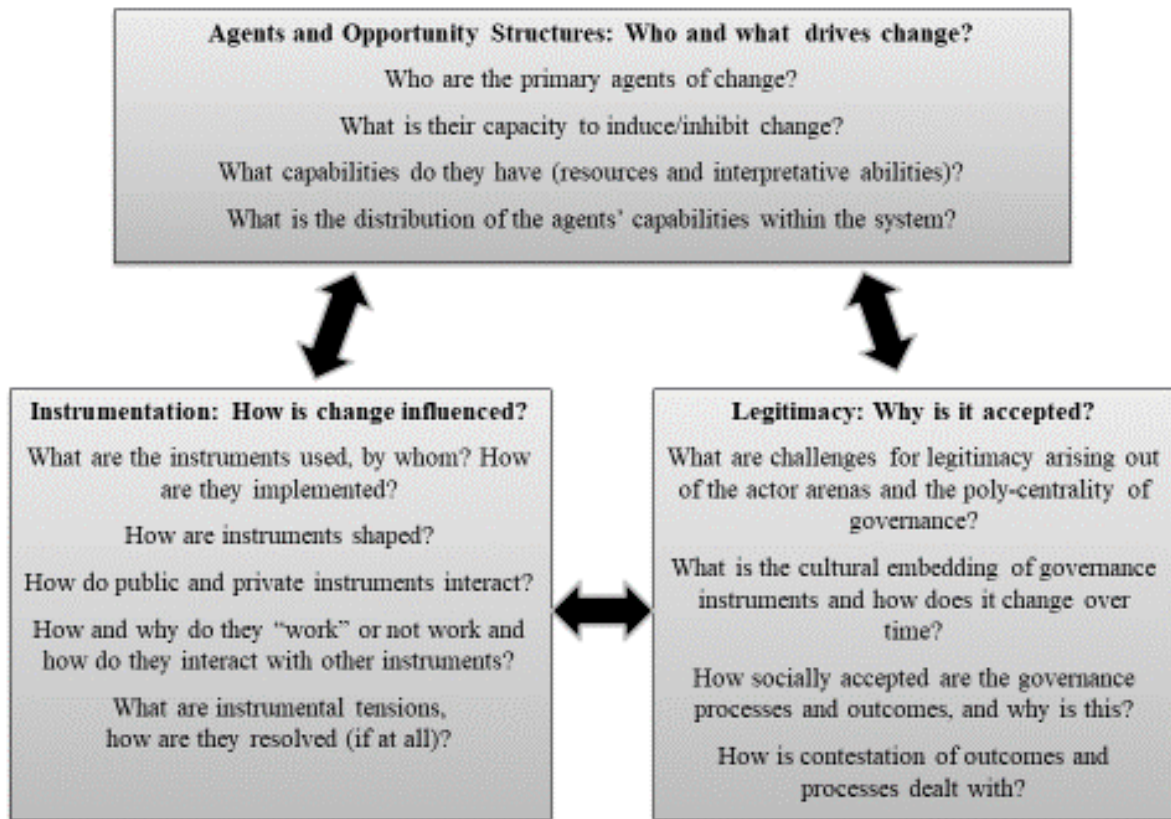 Agents and Opportunity Structures: Who and what drives change?
Who are the primary agents of change?
What is their capacity to induce/inhibit change?
What capabilities do they have (resources and interpretative abilities)?
What is the distribution of the agents’ capabilities within the system?
Instrumentation: How is change influenced?
What are the instruments used, by whom? How
are they implemented?
How are instruments shaped?
How do public and private instruments interact?
How and why do they “work” or not work and
how do they interact with other instruments?
What are instrumental tensions,
how are they resolved (if at all)?
Legitimacy: Why is it accepted?
What are challenges for legitimacy arising out
of the actor arenas and the poly-centrality of
governance?
What is the cultural embedding of governance
instruments and how does it change over
time?
How socially accepted are the governance
processes and outcomes, and why is this?
How is contestation of outcomes and
processes dealt with?